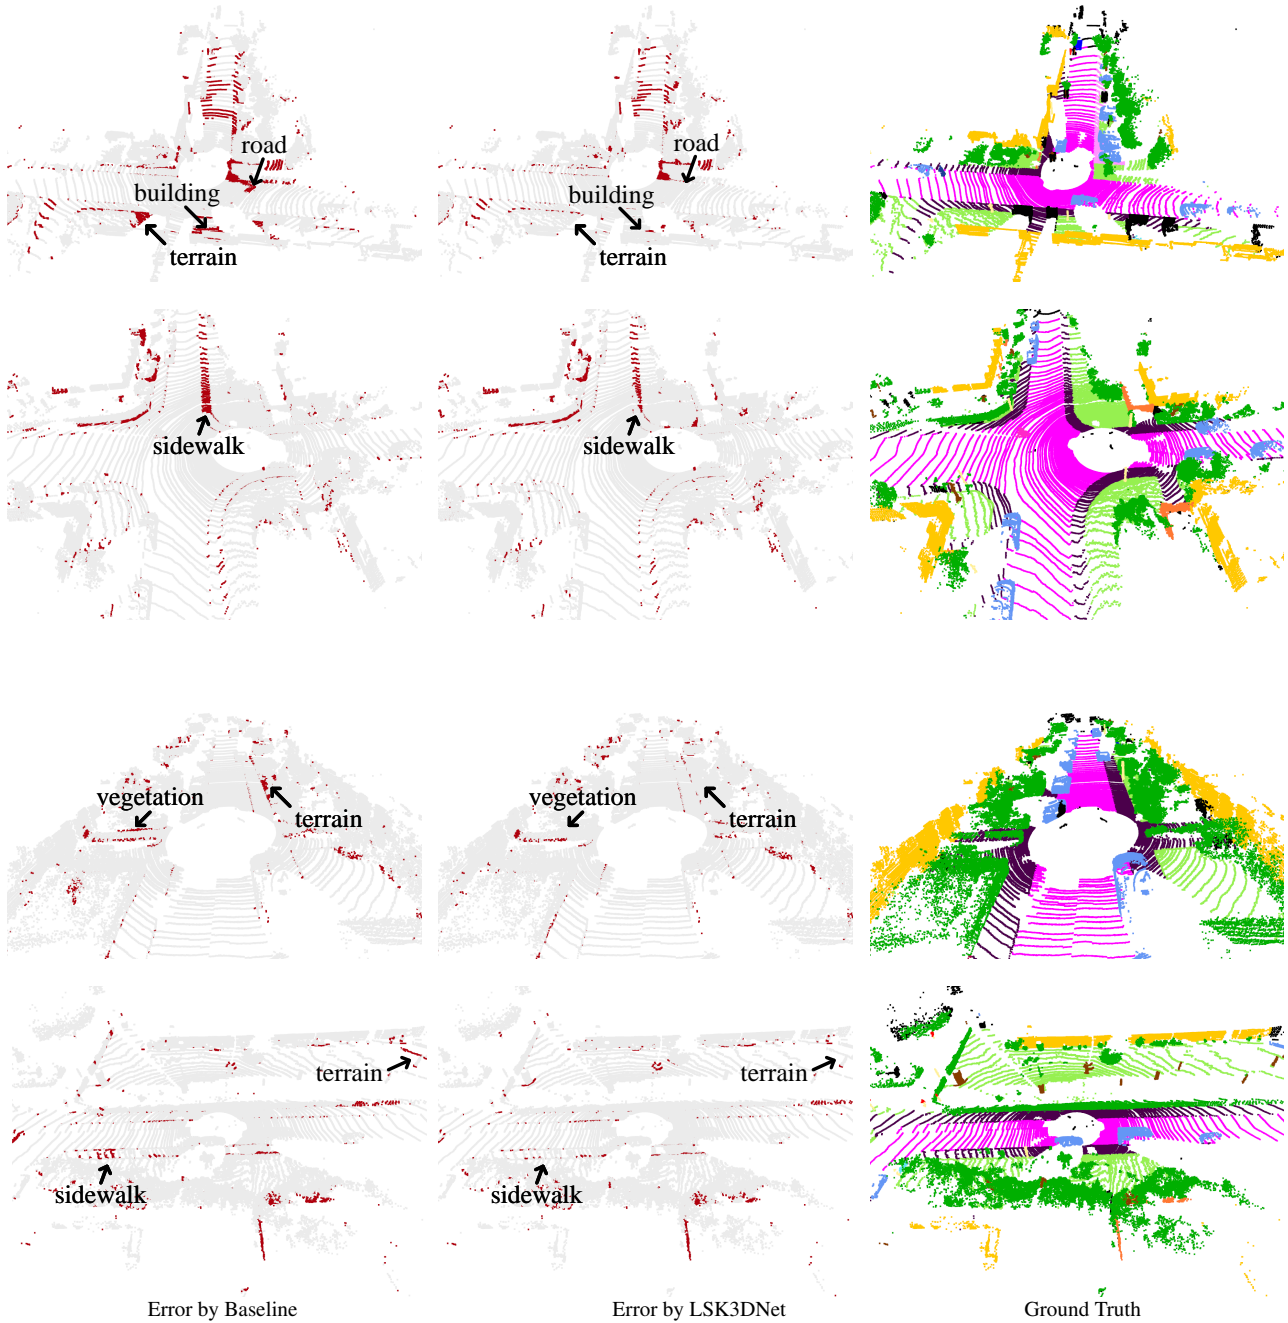 road
building
terrain
road
building
terrain
sidewalk
sidewalk
vegetation
terrain
vegetation
terrain
terrain
sidewalk
terrain
sidewalk
Error by Baseline
Error by LSK3DNet
Ground Truth